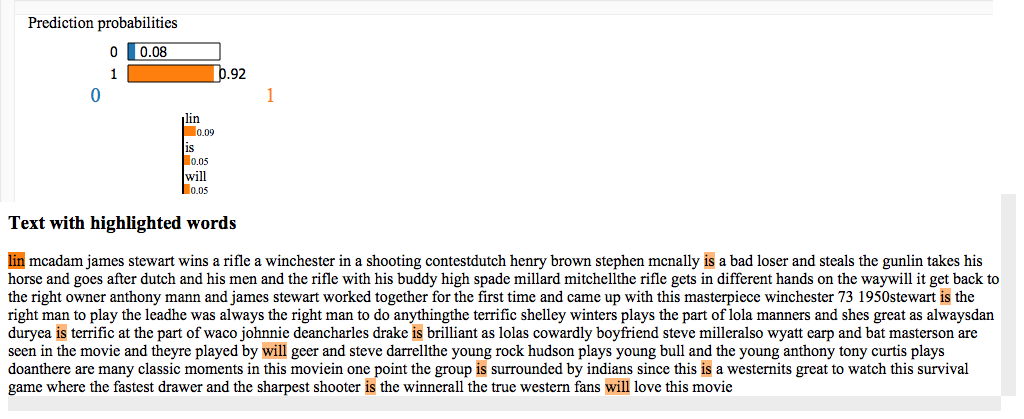 Prediction probabilities
0 0.08
1 0.92
0 1
lin
0.09
is
0.05
will
0.05
Text with highlighted words
lin mcadam james stewart wins a rifle a winchester in a shooting contestdutch henry brown stephen mcnally is a bad loser and steals the gunlin takes his
horse and goes after dutch and his men and the rifle with his buddy high spade millard mitchellthe rifle gets in different hands on the waywill it get back to
the right owner anthony mann and james stewart worked together for the first time and came up with this masterpiece winchester 73 1950stewart is the
right man to play the leadhe was always the right man to do anythingthe terrific shelley winters plays the part of lola manners and shes great as alwaysdan
duryea is terrific at the part of waco johnnie deancharles drake is brilliant as lolas cowardly boyfriend steve milleralso wyatt earp and bat masterson are
seen in the movie and theyre played by will geer and steve darrellthe young rock hudson plays young bull and the young anthony tony curtis plays
doanthere are many classic moments in this moviein one point the group is surrounded by indians since this is a westernits great to watch this survival
game where the fastest drawer and the sharpest shooter is the winnerall the true western fans will love this movie